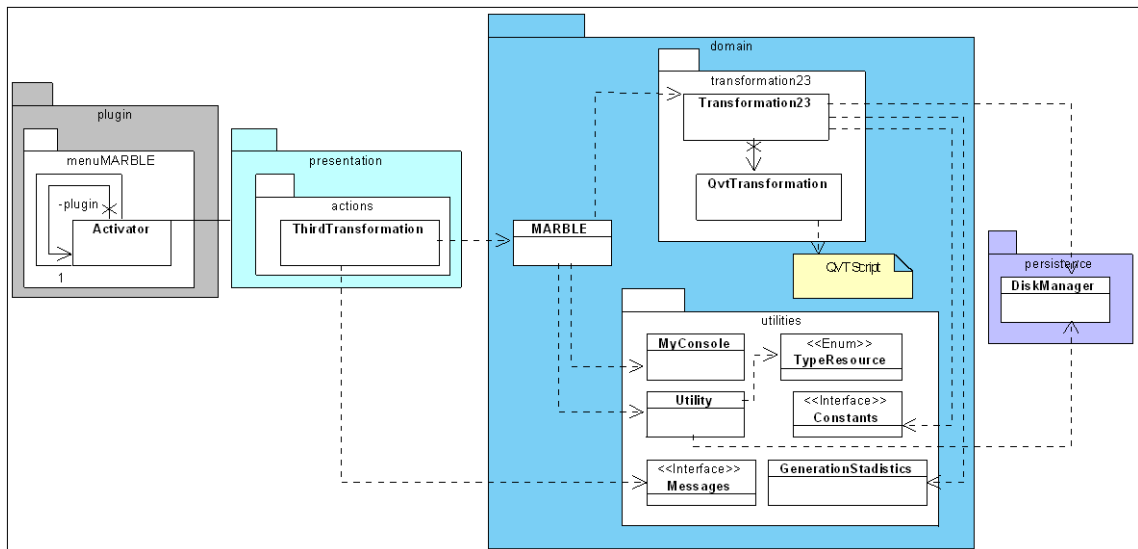 domain
transformation23
Transformation23
plugin
menuMARBLE
-plugin
Activator
1
presentation
actions
ThirdTransformation
MARBLE
QvtTransformation
QVTScript
persistence
DiskManager
utilities
MyConsole
<<Enum>>
TypeResource
Utility
<<Interface>>
Constants
<<Interface>>
Messages
GenerationStadistics